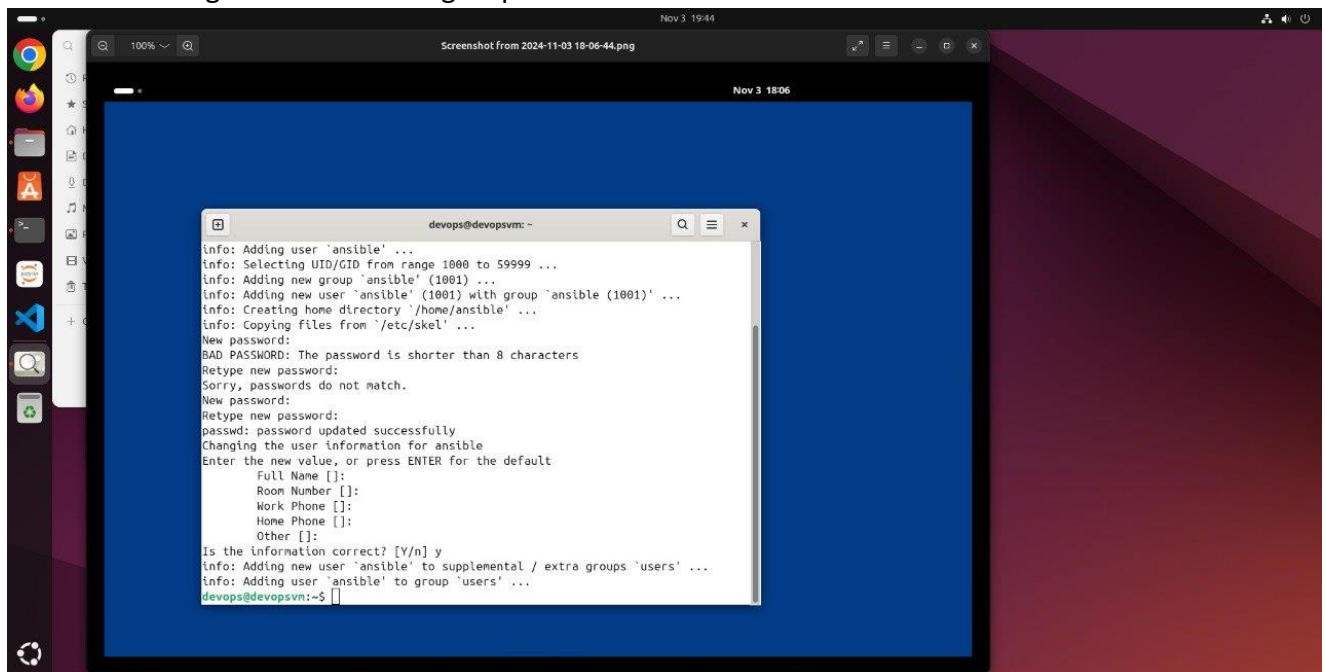 Nov 3 19:44
100%
Screenshot from 2024-11-03 18-06-44.png
Nov 3 18:06
devops@devopsvm: ~
info: Adding user `ansible' ...
info: Selecting UID/GID from range 1000 to 59999 ...
info: Adding new group `ansible' (1001) ...
info: Adding new user `ansible' (1001) with group `ansible (1001)' ...
info: Creating home directory `/home/ansible' ...
info: Copying files from `/etc/skel' ...
New password:
BAD PASSWORD: The password is shorter than 8 characters
Retype new password:
Sorry, passwords do not match.
New password:
Retype new password:
passwd: password updated successfully
Changing the user information for ansible
Enter the new value, or press ENTER for the default
Full Name []:
Room Number []:
Work Phone []:
Home Phone []:
Other []:
Is the information correct? [Y/n] y
info: Adding new user `ansible' to supplemental / extra groups `users' ...
info: Adding user `ansible' to group `users' ...
devops@devopsvm:~$